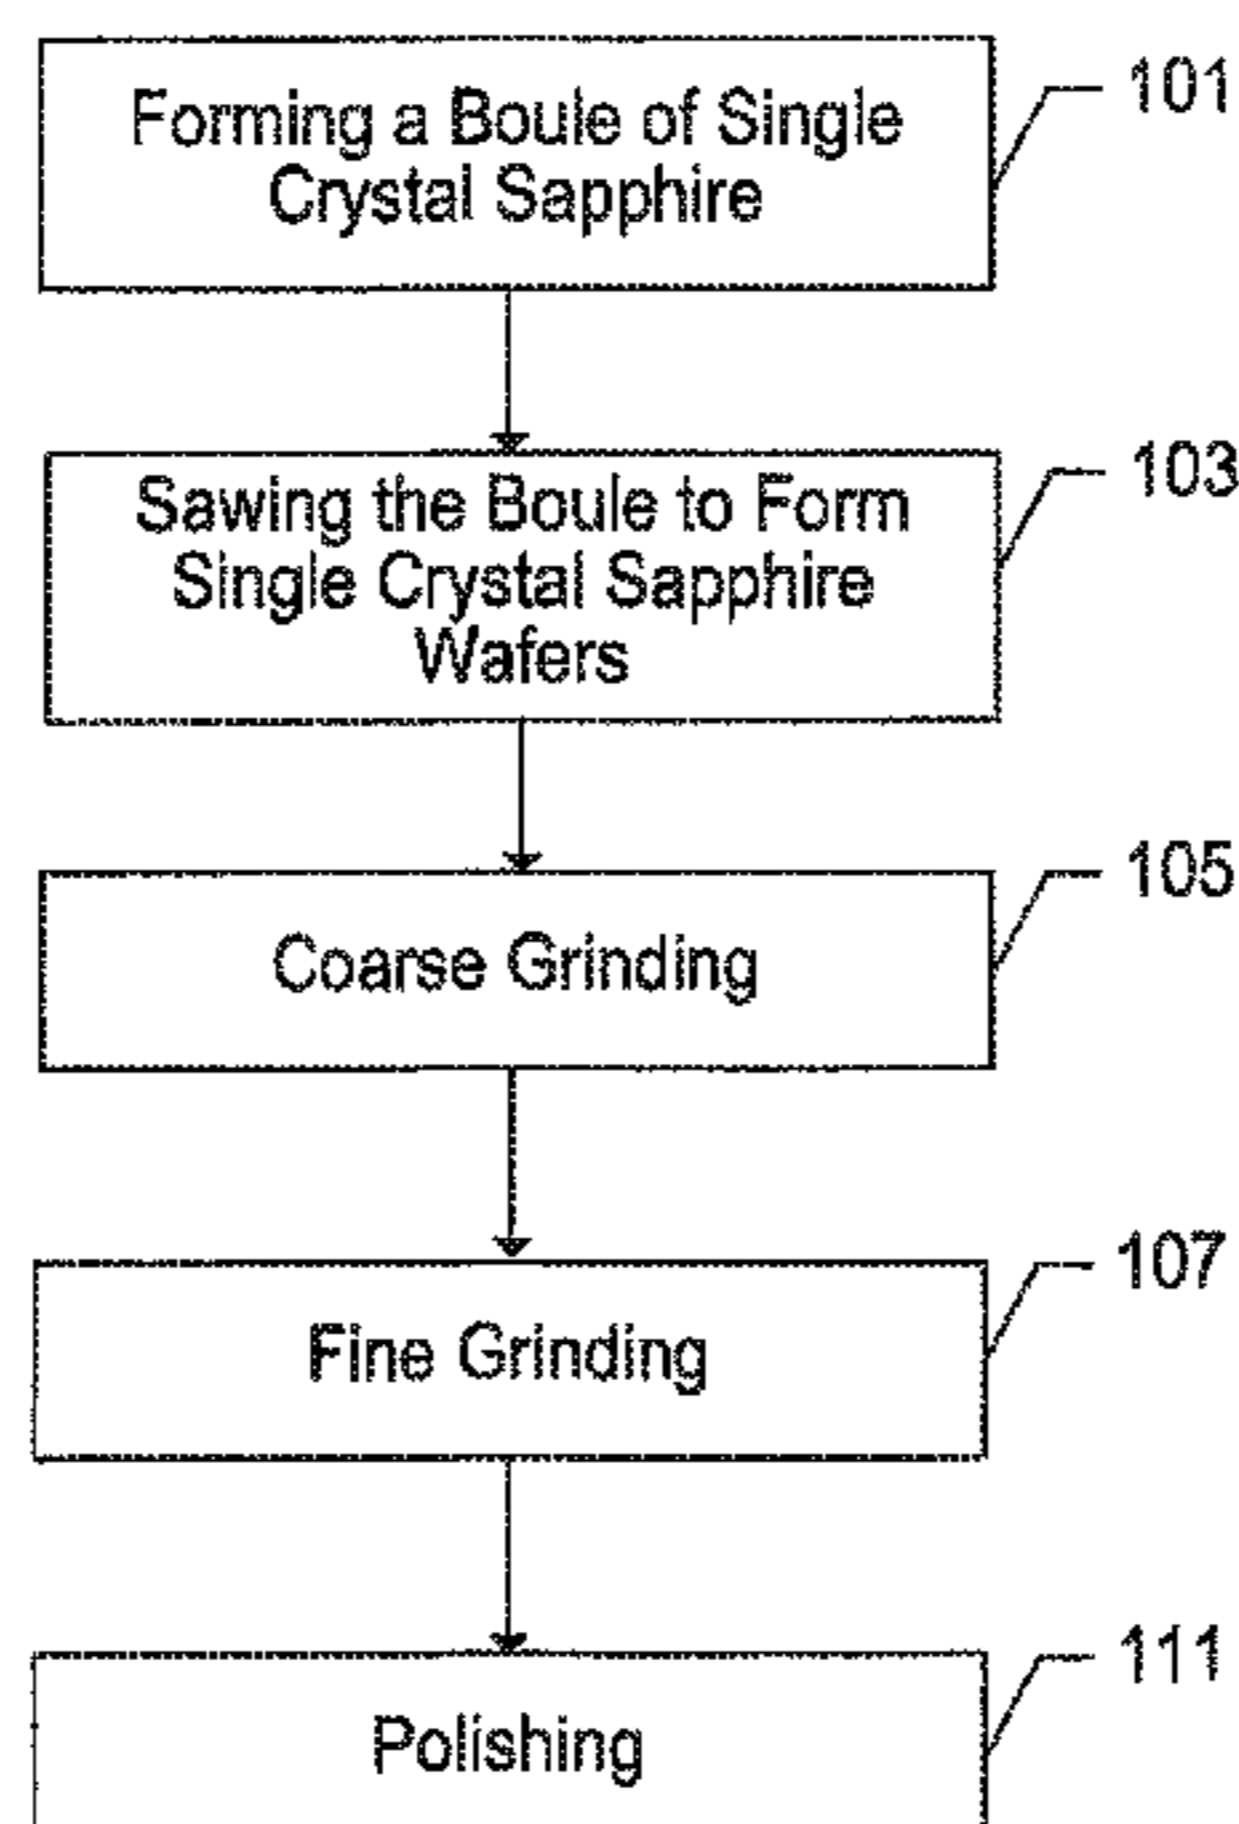 Forming a Boule of Single
Crystal Sapphire
101
Sawing the Boule to Form
Single Crystal Sapphire
Wafers
103
Coarse Grinding
105
Fine Grinding
107
Polishing
111